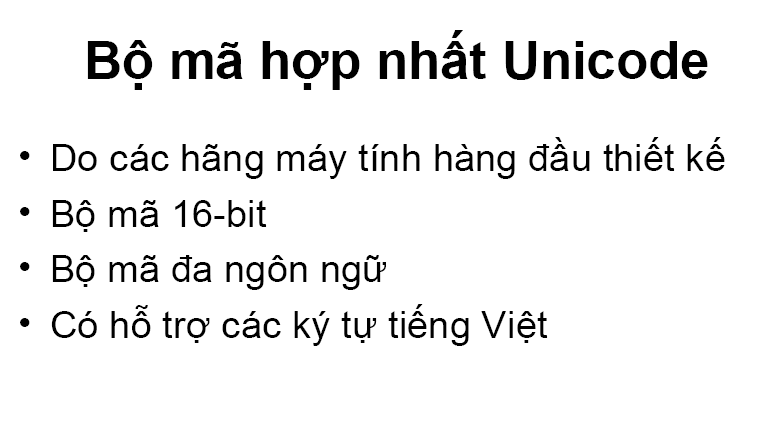 Bộ mã hợp nhất Unicode
• Do các hãng máy tính hàng đầu thiết kế
• Bộ mã 16-bit
• Bộ mã đa ngôn ngữ
• Có hỗ trợ các ký tự tiếng Việt